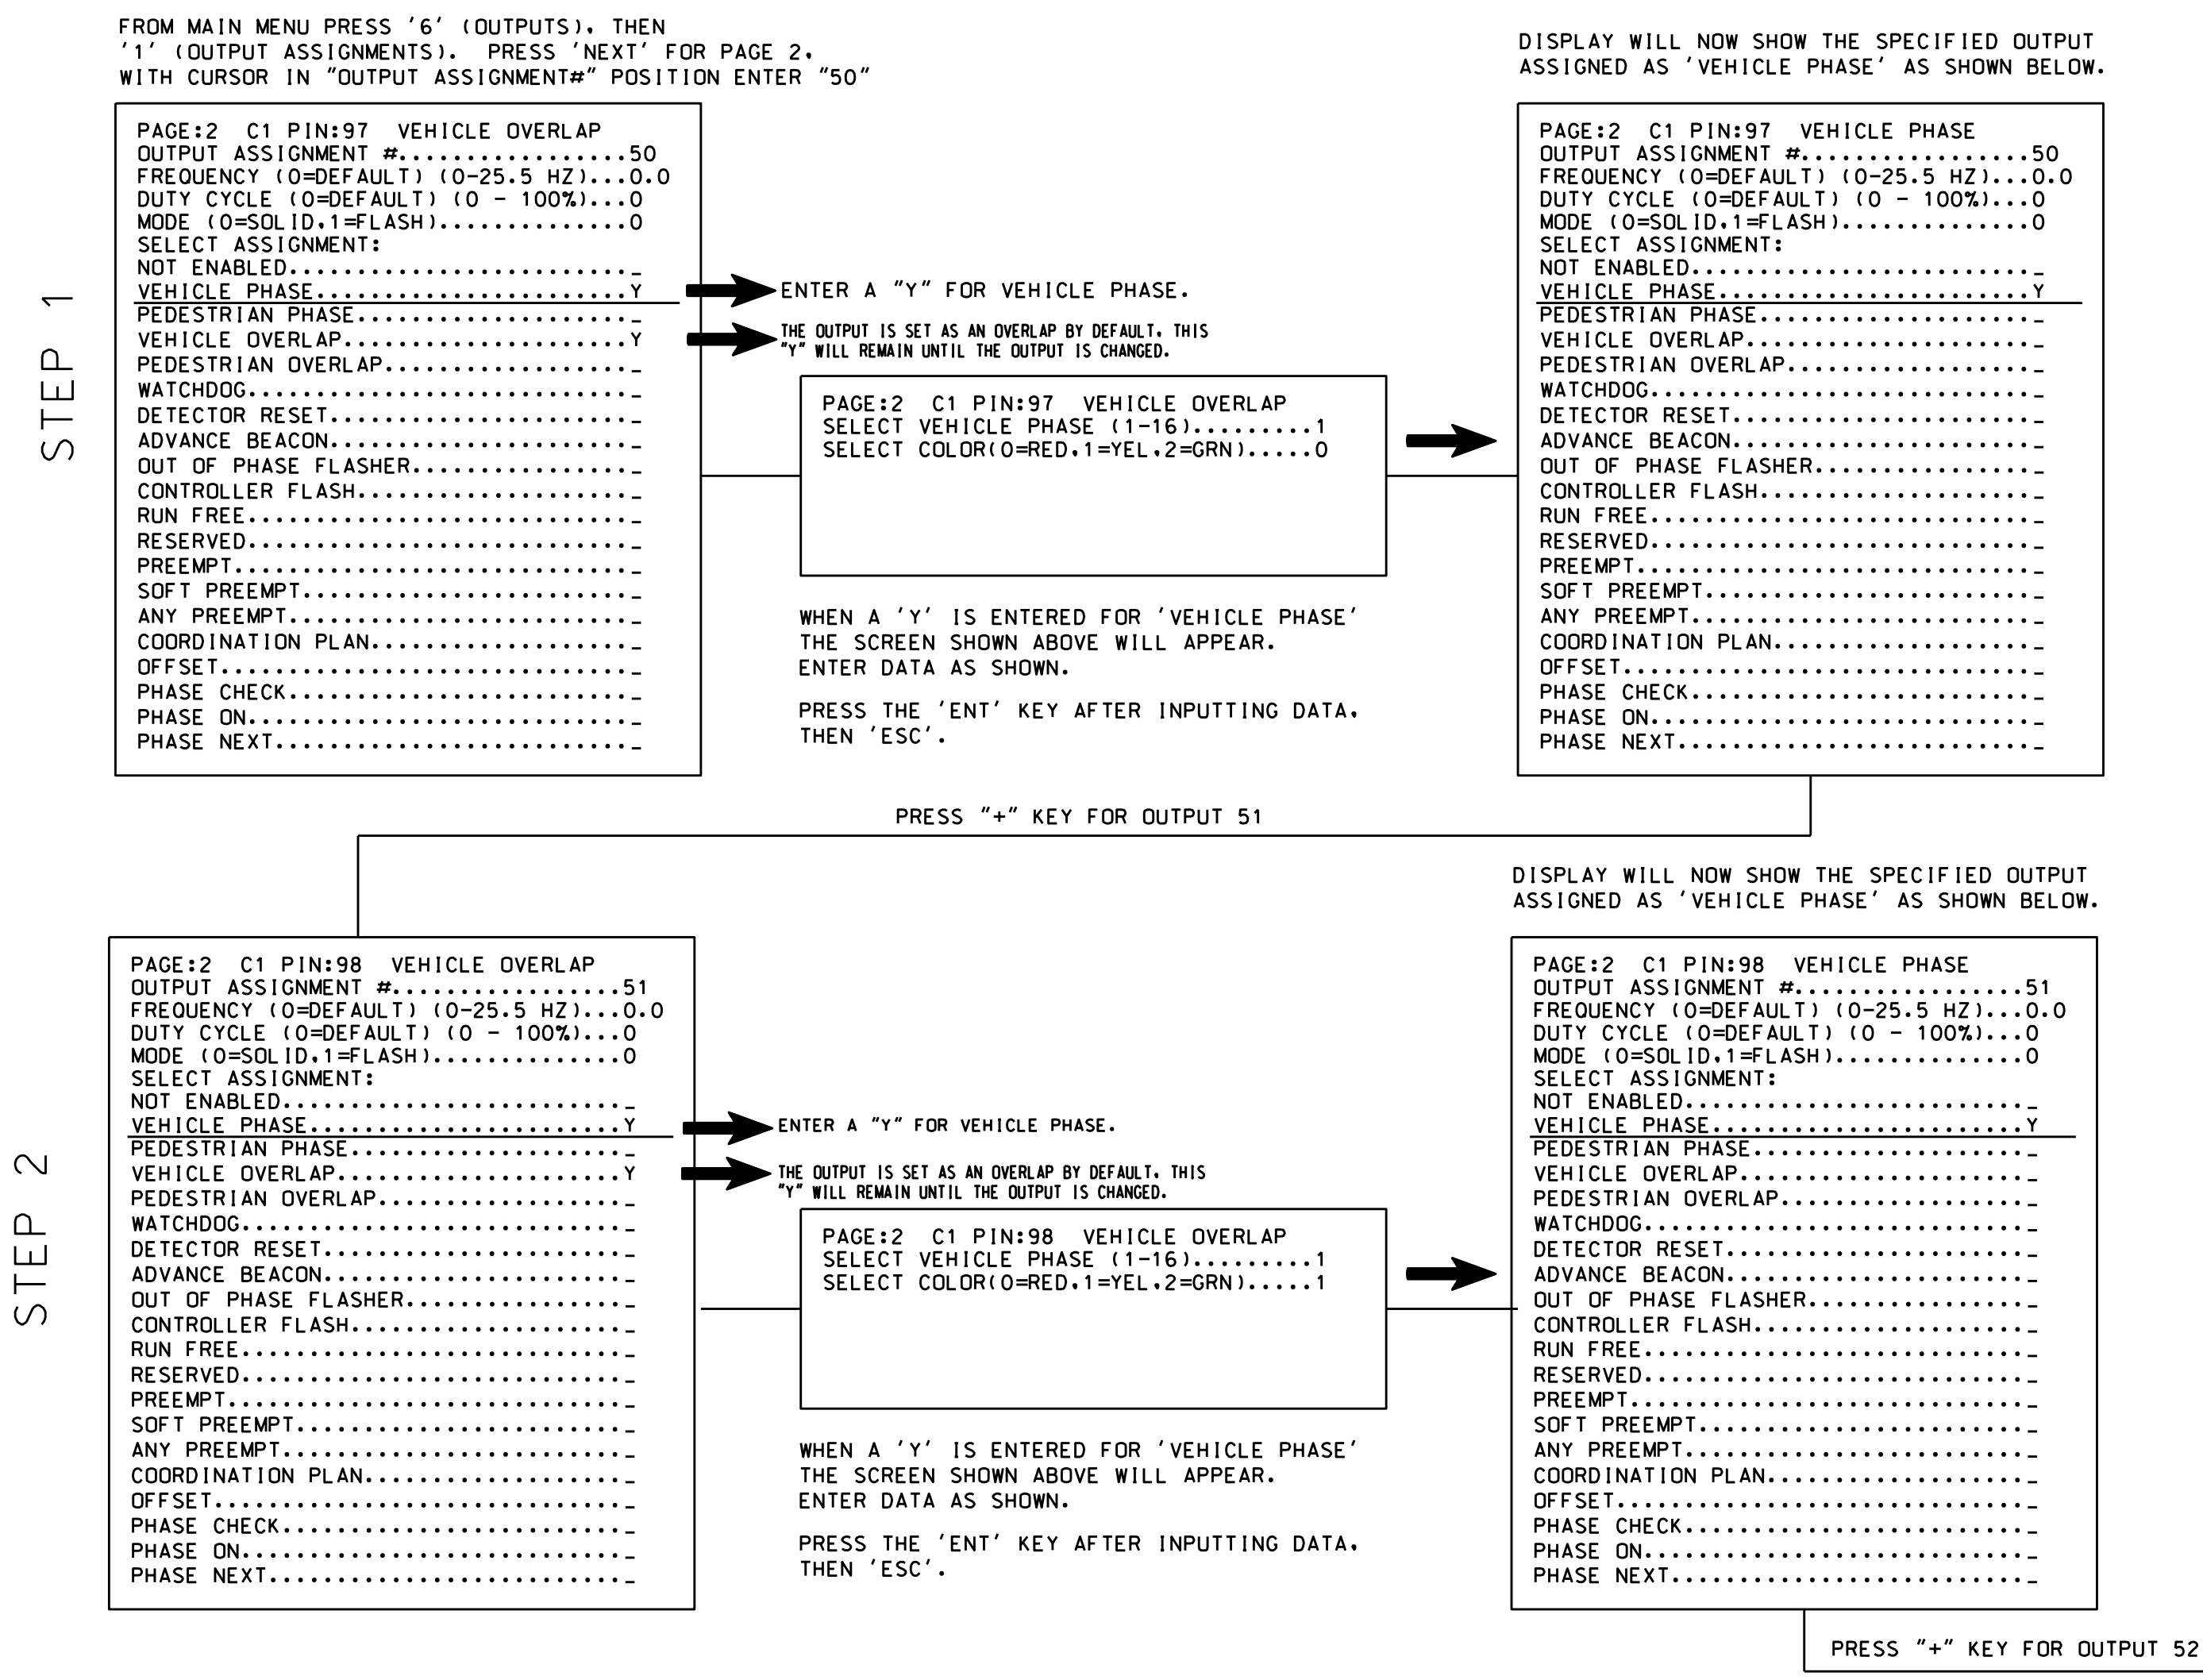 FROM MAIN MENU PRESS '6' (OUTPUTS), THEN
'1' (OUTPUT ASSIGNMENTS). PRESS 'NEXT' FOR PAGE 2,
WITH CURSOR IN "OUTPUT ASSIGNMENT#" POSITION ENTER "50"
DISPLAY WILL NOW SHOW THE SPECIFIED OUTPUT
ASSIGNED AS 'VEHICLE PHASE' AS SHOWN BELOW.
STEP 1
PAGE:2 C1 PIN:97 VEHICLE OVERLAP
OUTPUT ASSIGNMENT #.................50
FREQUENCY (0=DEFAULT) (0-25.5 HZ)...0.0
DUTY CYCLE (0=DEFAULT) (0 - 100%)...0
MODE (0=SOLID,1=FLASH)..............0
SELECT ASSIGNMENT:
NOT ENABLED........................._
VEHICLE PHASE.......................Y
PEDESTRIAN PHASE...................._
VEHICLE OVERLAP.....................Y
PEDESTRIAN OVERLAP.................._
WATCHDOG............................_
DETECTOR RESET......................_
ADVANCE BEACON......................_
OUT OF PHASE FLASHER................_
CONTROLLER FLASH...................._
RUN FREE............................_
RESERVED............................_
PREEMPT............................._
SOFT PREEMPT........................_
ANY PREEMPT........................._
COORDINATION PLAN..................._
OFFSET.............................._
PHASE CHECK........................._
PHASE ON............................_
PHASE NEXT.........................._
ENTER A "Y" FOR VEHICLE PHASE.
THE OUTPUT IS SET AS AN OVERLAP BY DEFAULT. THIS
"Y" WILL REMAIN UNTIL THE OUTPUT IS CHANGED.
PAGE:2 C1 PIN:97 VEHICLE OVERLAP
SELECT VEHICLE PHASE (1-16).........1
SELECT COLOR(0=RED,1=YEL,2=GRN).....0
WHEN A 'Y' IS ENTERED FOR 'VEHICLE PHASE'
THE SCREEN SHOWN ABOVE WILL APPEAR.
ENTER DATA AS SHOWN.
PRESS THE 'ENT' KEY AFTER INPUTTING DATA,
THEN 'ESC'.
PAGE:2 C1 PIN:97 VEHICLE PHASE
OUTPUT ASSIGNMENT #.................50
FREQUENCY (0=DEFAULT) (0-25.5 HZ)...0.0
DUTY CYCLE (0=DEFAULT) (0 - 100%)...0
MODE (0=SOLID,1=FLASH)..............0
SELECT ASSIGNMENT:
NOT ENABLED........................._
VEHICLE PHASE.......................Y
PEDESTRIAN PHASE...................._
VEHICLE OVERLAP....................._
PEDESTRIAN OVERLAP.................._
WATCHDOG............................_
DETECTOR RESET......................_
ADVANCE BEACON......................_
OUT OF PHASE FLASHER................_
CONTROLLER FLASH...................._
RUN FREE............................_
RESERVED............................_
PREEMPT............................._
SOFT PREEMPT........................_
ANY PREEMPT........................._
COORDINATION PLAN..................._
OFFSET.............................._
PHASE CHECK........................._
PHASE ON............................_
PHASE NEXT.........................._
PRESS "+" KEY FOR OUTPUT 51
DISPLAY WILL NOW SHOW THE SPECIFIED OUTPUT
ASSIGNED AS 'VEHICLE PHASE' AS SHOWN BELOW.
STEP 2
PAGE:2 C1 PIN:98 VEHICLE OVERLAP
OUTPUT ASSIGNMENT #.................51
FREQUENCY (0=DEFAULT) (0-25.5 HZ)...0.0
DUTY CYCLE (0=DEFAULT) (0 - 100%)...0
MODE (0=SOLID,1=FLASH)..............0
SELECT ASSIGNMENT:
NOT ENABLED........................._
VEHICLE PHASE.......................Y
PEDESTRIAN PHASE...................._
VEHICLE OVERLAP.....................Y
PEDESTRIAN OVERLAP.................._
WATCHDOG............................_
DETECTOR RESET......................_
ADVANCE BEACON......................_
OUT OF PHASE FLASHER................_
CONTROLLER FLASH...................._
RUN FREE............................_
RESERVED............................_
PREEMPT............................._
SOFT PREEMPT........................_
ANY PREEMPT........................._
COORDINATION PLAN..................._
OFFSET.............................._
PHASE CHECK........................._
PHASE ON............................_
PHASE NEXT.........................._
ENTER A "Y" FOR VEHICLE PHASE.
THE OUTPUT IS SET AS AN OVERLAP BY DEFAULT. THIS
"Y" WILL REMAIN UNTIL THE OUTPUT IS CHANGED.
PAGE:2 C1 PIN:98 VEHICLE OVERLAP
SELECT VEHICLE PHASE (1-16).........1
SELECT COLOR(0=RED,1=YEL,2=GRN).....1
WHEN A 'Y' IS ENTERED FOR 'VEHICLE PHASE'
THE SCREEN SHOWN ABOVE WILL APPEAR.
ENTER DATA AS SHOWN.
PRESS THE 'ENT' KEY AFTER INPUTTING DATA,
THEN 'ESC'.
PAGE:2 C1 PIN:98 VEHICLE PHASE
OUTPUT ASSIGNMENT #.................51
FREQUENCY (0=DEFAULT) (0-25.5 HZ)...0.0
DUTY CYCLE (0=DEFAULT) (0 - 100%)...0
MODE (0=SOLID,1=FLASH)..............0
SELECT ASSIGNMENT:
NOT ENABLED........................._
VEHICLE PHASE.......................Y
PEDESTRIAN PHASE...................._
VEHICLE OVERLAP....................._
PEDESTRIAN OVERLAP.................._
WATCHDOG............................_
DETECTOR RESET......................_
ADVANCE BEACON......................_
OUT OF PHASE FLASHER................_
CONTROLLER FLASH...................._
RUN FREE............................_
RESERVED............................_
PREEMPT............................._
SOFT PREEMPT........................_
ANY PREEMPT........................._
COORDINATION PLAN..................._
OFFSET.............................._
PHASE CHECK........................._
PHASE ON............................_
PHASE NEXT.........................._
PRESS "+" KEY FOR OUTPUT 52